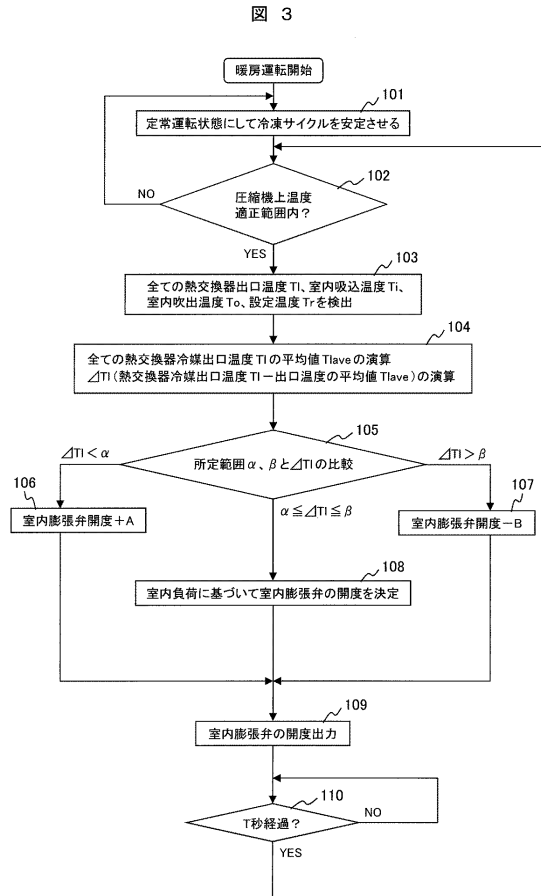 図 3
暖房運転開始
101
定常運転状態にして冷凍サイクルを安定させる
102
圧縮機上温度
適正範囲内?
NO
YES
103
全ての熱交換器出口温度Tl、室内吸込温度Ti、
室内吹出温度To、設定温度Trを検出
104
全ての熱交換器冷媒出口温度Tlの平均値Tlaveの演算
⊿Tl(熱交換器冷媒出口温度Tl-出口温度の平均値Tlave)の演算
105
所定範囲α、βと⊿Tlの比較
⊿Tl<α
⊿Tl>β
106
室内膨張弁開度+A
107
室内膨張弁開度-B
α≦⊿Tl≦β
108
室内負荷に基づいて室内膨張弁の開度を決定
109
室内膨張弁の開度出力
110
T秒経過?
NO
YES